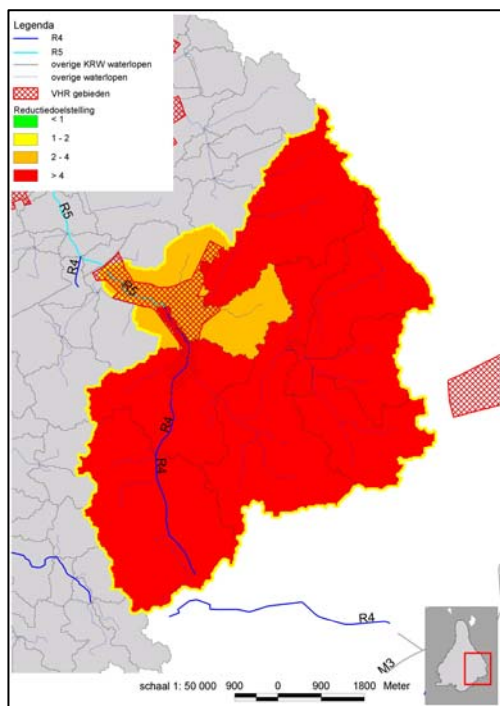 Legenda
R4
R5
overige KRW waterlopen
overige waterlopen
VHR gebieden
Reductiedoelstelling
< 1
1 - 2
2 - 4
> 4
R5
R4
R5
R4
R4
R4
M3
schaal 1: 50 000 900 0 900 1800 Meter